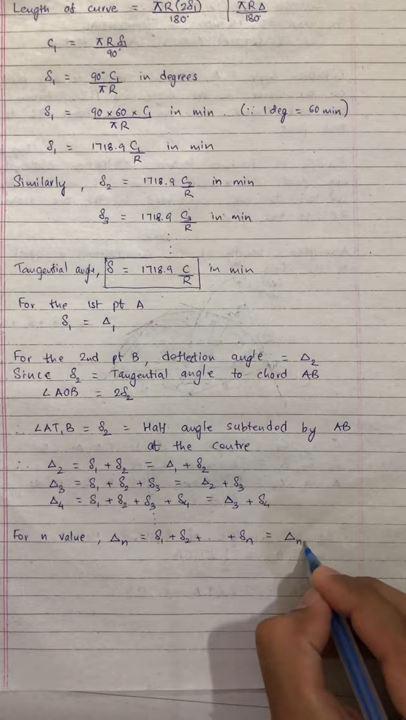 Length of curve = πR(2δ₁)/180° | πRΔ/180°
C₁ = πRδ₁/90°
δ₁ = 90° C₁/πR in degrees
δ₁ = 90 × 60 × C₁/πR in min. (∵ 1 deg = 60 min)
δ₁ = 1718.9 C₁/R in min
Similarly, δ₂ = 1718.9 C₂/R in min
δ₃ = 1718.9 C₃/R in min
⋮
Tangential angle, δ = 1718.9 C/R in min
For the 1st pt A
δ₁ = Δ₁
For the 2nd pt B, deflection angle = Δ₂
Since δ₂ = Tangential angle to chord AB
∠AOB = 2δ₂
∴ ∠AT₁B = δ₂ = Half angle subtended by AB
at the centre
∴ Δ₂ = δ₁ + δ₂ = Δ₁ + δ₂
Δ₃ = δ₁ + δ₂ + δ₃ = Δ₂ + δ₃
Δ₄ = δ₁ + δ₂ + δ₃ + δ₄ = Δ₃ + δ₄
⋮
For n value, Δₙ = δ₁ + δ₂ + .. + δₙ = Δₙ